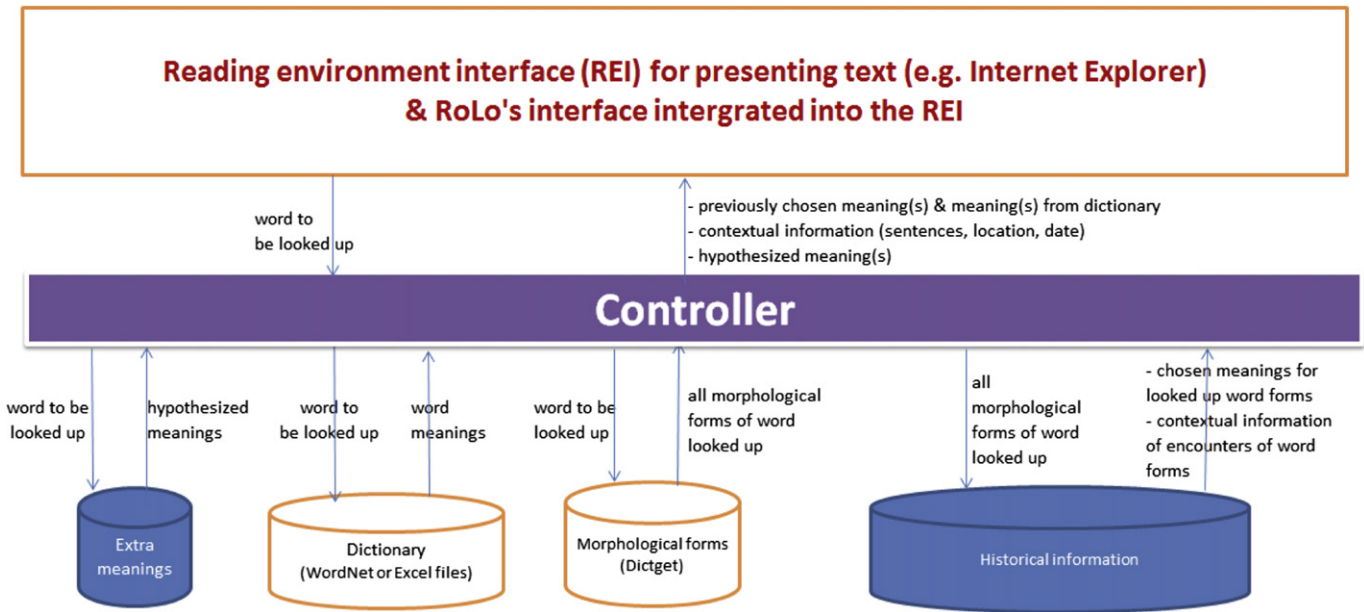 Reading environment interface (REI) for presenting text (e.g. Internet Explorer)
& RoLo's interface intergrated into the REI
word to
be looked up
- previously chosen meaning(s) & meaning(s) from dictionary
- contextual information (sentences, location, date)
- hypothesized meaning(s)
Controller
word to be
looked up
hypothesized
meanings
word to
be looked up
word
meanings
word to be
looked up
all morphological
forms of word
looked up
all
morphological
forms of word
looked up
- chosen meanings for
looked up word forms
- contextual information
of encounters of word
forms
Extra
meanings
Dictionary
(WordNet or Excel files)
Morphological forms
(Dictget)
Historical information